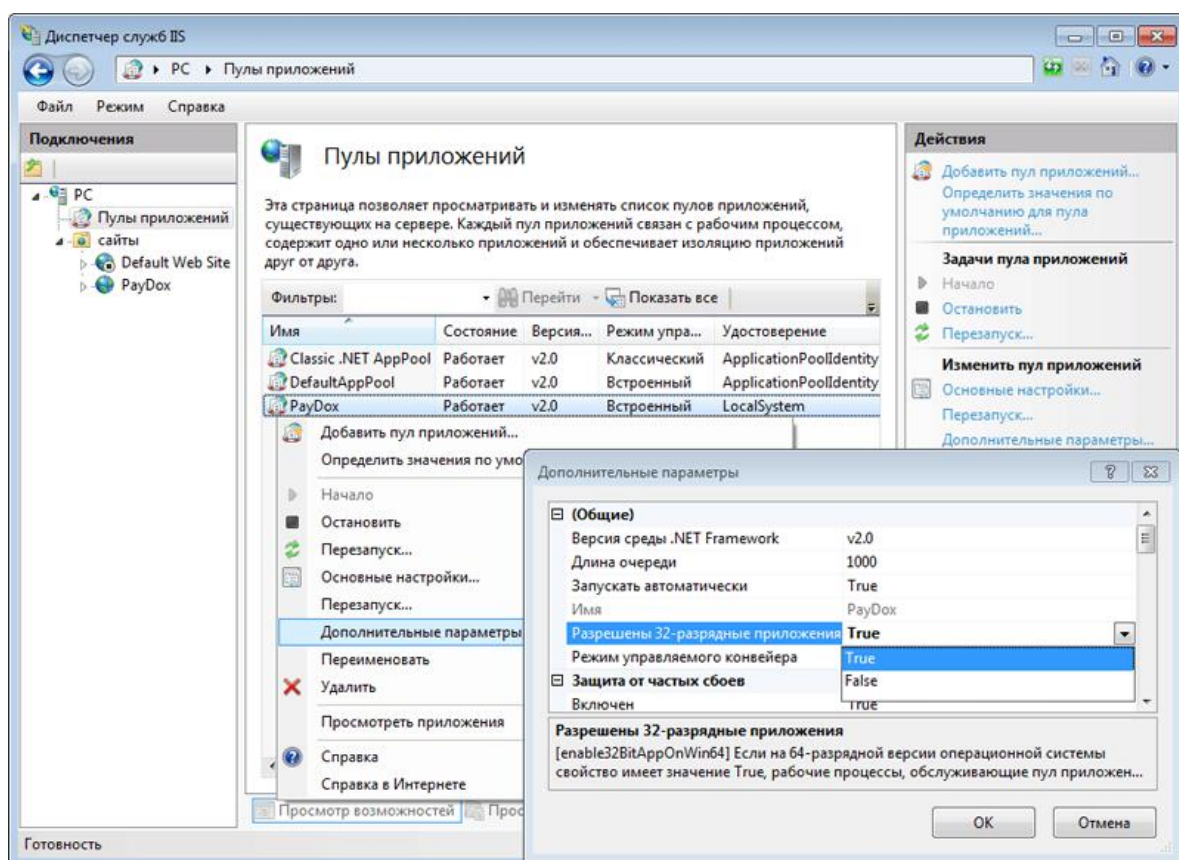 Диспетчер служб IIS
PC
Пулы приложений
Файл Режим Справка
Подключения
PC
Пулы приложений
сайты
Default Web Site
PayDox
Пулы приложений
Эта страница позволяет просматривать и изменять список пулов приложений,
существующих на сервере. Каждый пул приложений связан с рабочим процессом,
содержит одно или несколько приложений и обеспечивает изоляцию приложений
друг от друга.
Фильтры: Перейти Показать все
Имя Состояние Версия... Режим упра... Удостоверение
Classic .NET AppPool Работает v2.0 Классический ApplicationPoolIdentity
DefaultAppPool Работает v2.0 Встроенный ApplicationPoolIdentity
PayDox Работает v2.0 Встроенный LocalSystem
Добавить пул приложений...
Определить значения по умо
Начало
Остановить
Перезапуск...
Основные настройки...
Перезапуск...
Дополнительные параметры
Переименовать
Удалить
Просмотреть приложения
Справка
Справка в Интернете
Просмотр возможностей Прос
Готовность
Действия
Добавить пул приложений...
Определить значения по
умолчанию для пула
приложений...
Задачи пула приложений
Начало
Остановить
Перезапуск...
Изменить пул приложений
Основные настройки...
Перезапуск...
Дополнительные параметры...
Дополнительные параметры
(Общие)
Версия среды .NET Framework v2.0
Длина очереди 1000
Запускать автоматически True
Имя PayDox
Разрешены 32-разрядные приложения True
Режим управляемого конвейера True
Защита от частых сбоев False
Включен True
Разрешены 32-разрядные приложения
[enable32BitAppOnWin64] Если на 64-разрядной версии операционной системы
свойство имеет значение True, рабочие процессы, обслуживающие пул приложен...
OK Отмена